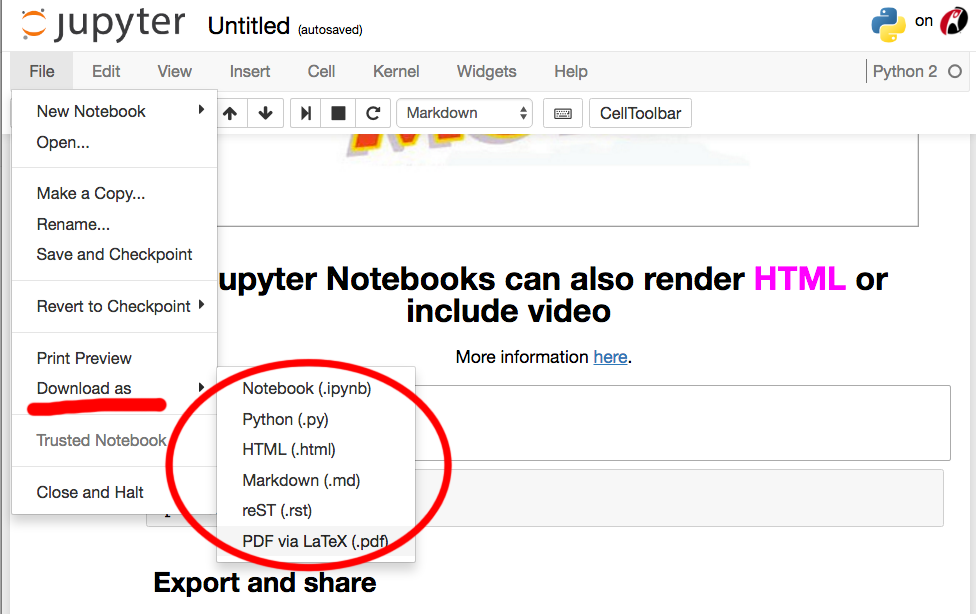 jupyter Untitled (autosaved) on
File Edit View Insert Cell Kernel Widgets Help Python 2
Markdown CellToolbar
New Notebook
Open...
Make a Copy...
Rename...
Save and Checkpoint
Revert to Checkpoint
Print Preview
Download as
Trusted Notebook
Close and Halt
Notebook (.ipynb)
Python (.py)
HTML (.html)
Markdown (.md)
reST (.rst)
PDF via LaTeX (.pdf)
upyter Notebooks can also render HTML or
include video
More information here.
Export and share